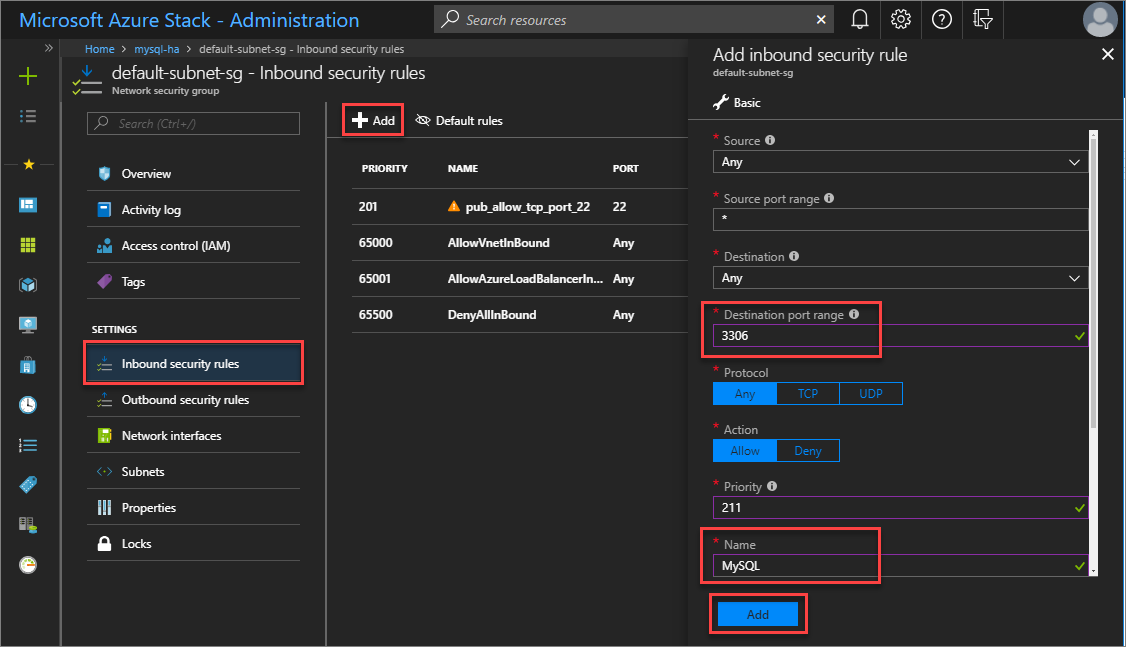 Microsoft Azure Stack - Administration
Search resources
Home > mysql-ha > default-subnet-sg - Inbound security rules
default-subnet-sg - Inbound security rules
Network security group
Search (Ctrl+/)
Overview
Activity log
Access control (IAM)
Tags
SETTINGS
Inbound security rules
Outbound security rules
Network interfaces
Subnets
Properties
Locks
Add
Default rules
PRIORITY NAME PORT
201 pub_allow_tcp_port_22 22
65000 AllowVnetInBound Any
65001 AllowAzureLoadBalancerIn... Any
65500 DenyAllInBound Any
Add inbound security rule
default-subnet-sg
Basic
* Source
Any
* Source port range
*
* Destination
Any
* Destination port range
3306
* Protocol
Any TCP UDP
* Action
Allow Deny
* Priority
211
* Name
MySQL
Add